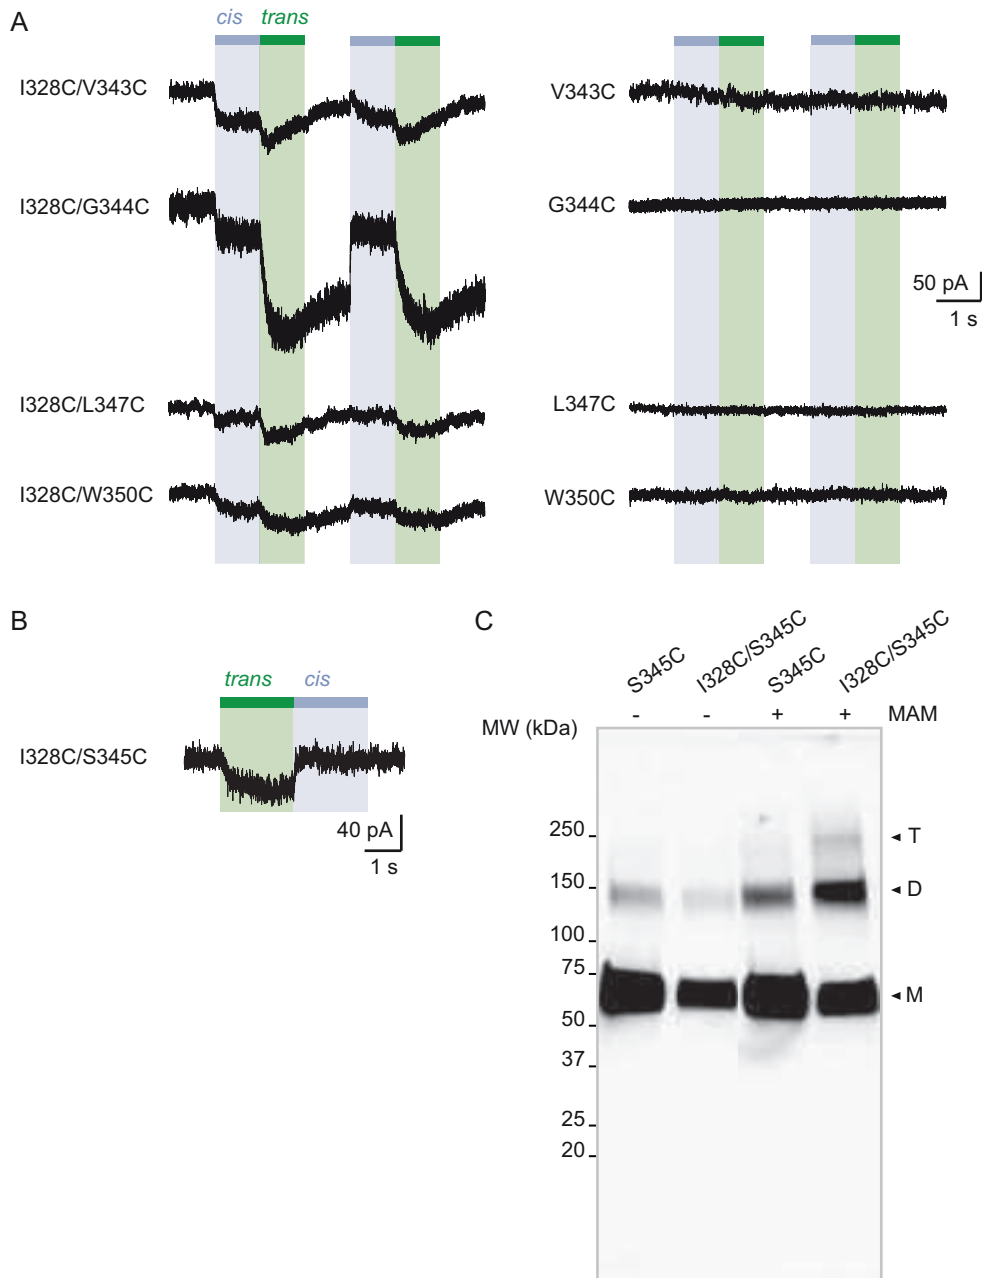 A
cis trans
I328C/V343C
V343C
I328C/G344C
G344C
50 pA
1 s
I328C/L347C
L347C
I328C/W350C
W350C
B
trans cis
I328C/S345C
40 pA
1 s
C
S345C
I328C/S345C
S345C
I328C/S345C
- - + + MAM
MW (kDa)
250
T
150
D
100
75
M
50
37
25
20